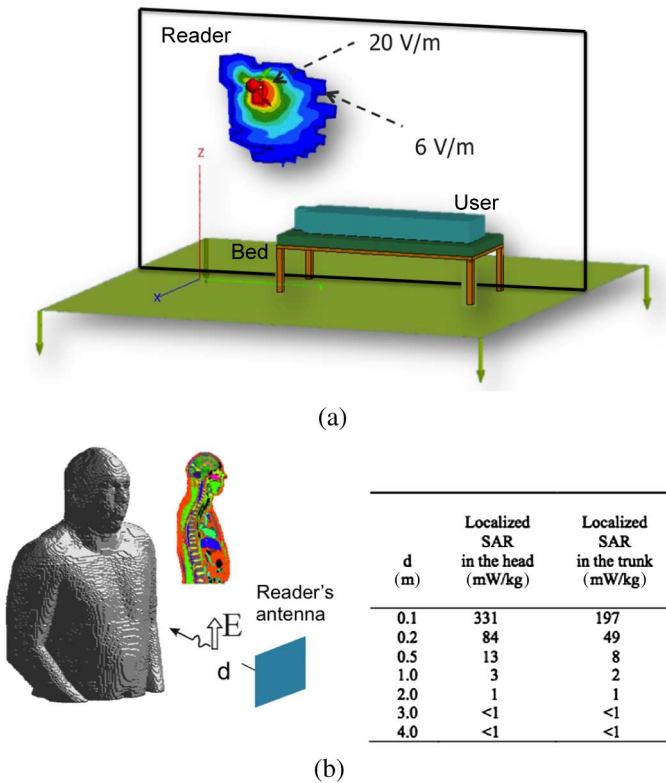 Reader
20 V/m
6 V/m
z
User
Bed
x
(a)
Reader's
antenna
E
d
Localized Localized
SAR SAR
d in the head in the trunk
(m) (mW/kg) (mW/kg)
0.1 331 197
0.2 84 49
0.5 13 8
1.0 3 2
2.0 1 1
3.0 <1 <1
4.0 <1 <1
(b)